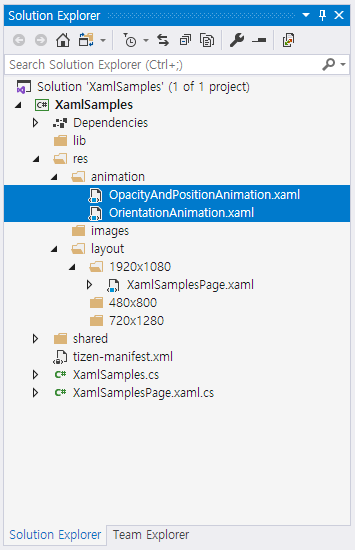 Solution Explorer
Search Solution Explorer (Ctrl+;)
Solution 'XamlSamples' (1 of 1 project)
C# XamlSamples
Dependencies
lib
res
animation
OpacityAndPositionAnimation.xaml
OrientationAnimation.xaml
images
layout
1920x1080
XamlSamplesPage.xaml
480x800
720x1280
shared
tizen-manifest.xml
C# XamlSamples.cs
C# XamlSamplesPage.xaml.cs
Solution Explorer Team Explorer